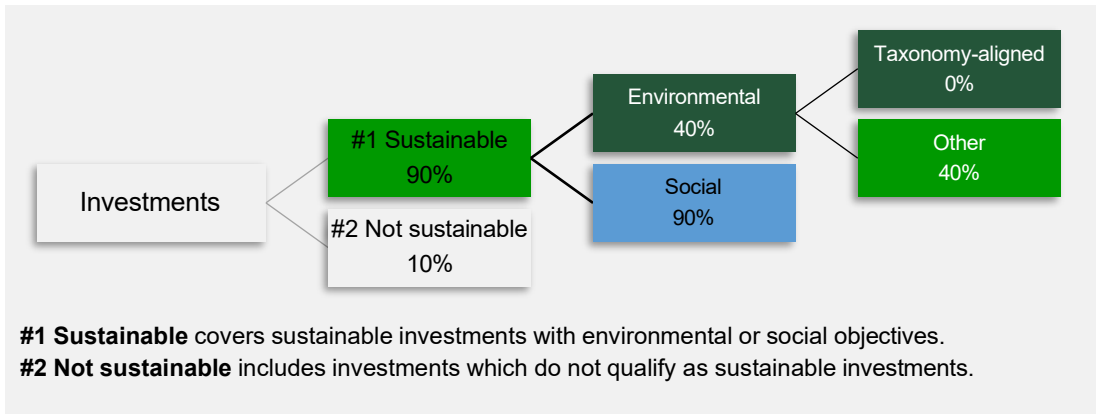 Investments
#1 Sustainable
90%
#2 Not sustainable
10%
Environmental
40%
Social
90%
Taxonomy-aligned
0%
Other
40%
#1 Sustainable covers sustainable investments with environmental or social objectives.
#2 Not sustainable includes investments which do not qualify as sustainable investments.